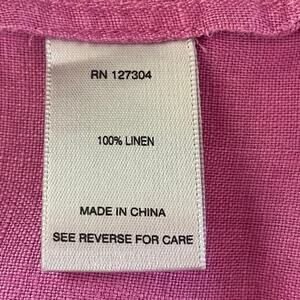 RN 127304
100% LINEN
MADE IN CHINA
SEE REVERSE FOR CARE